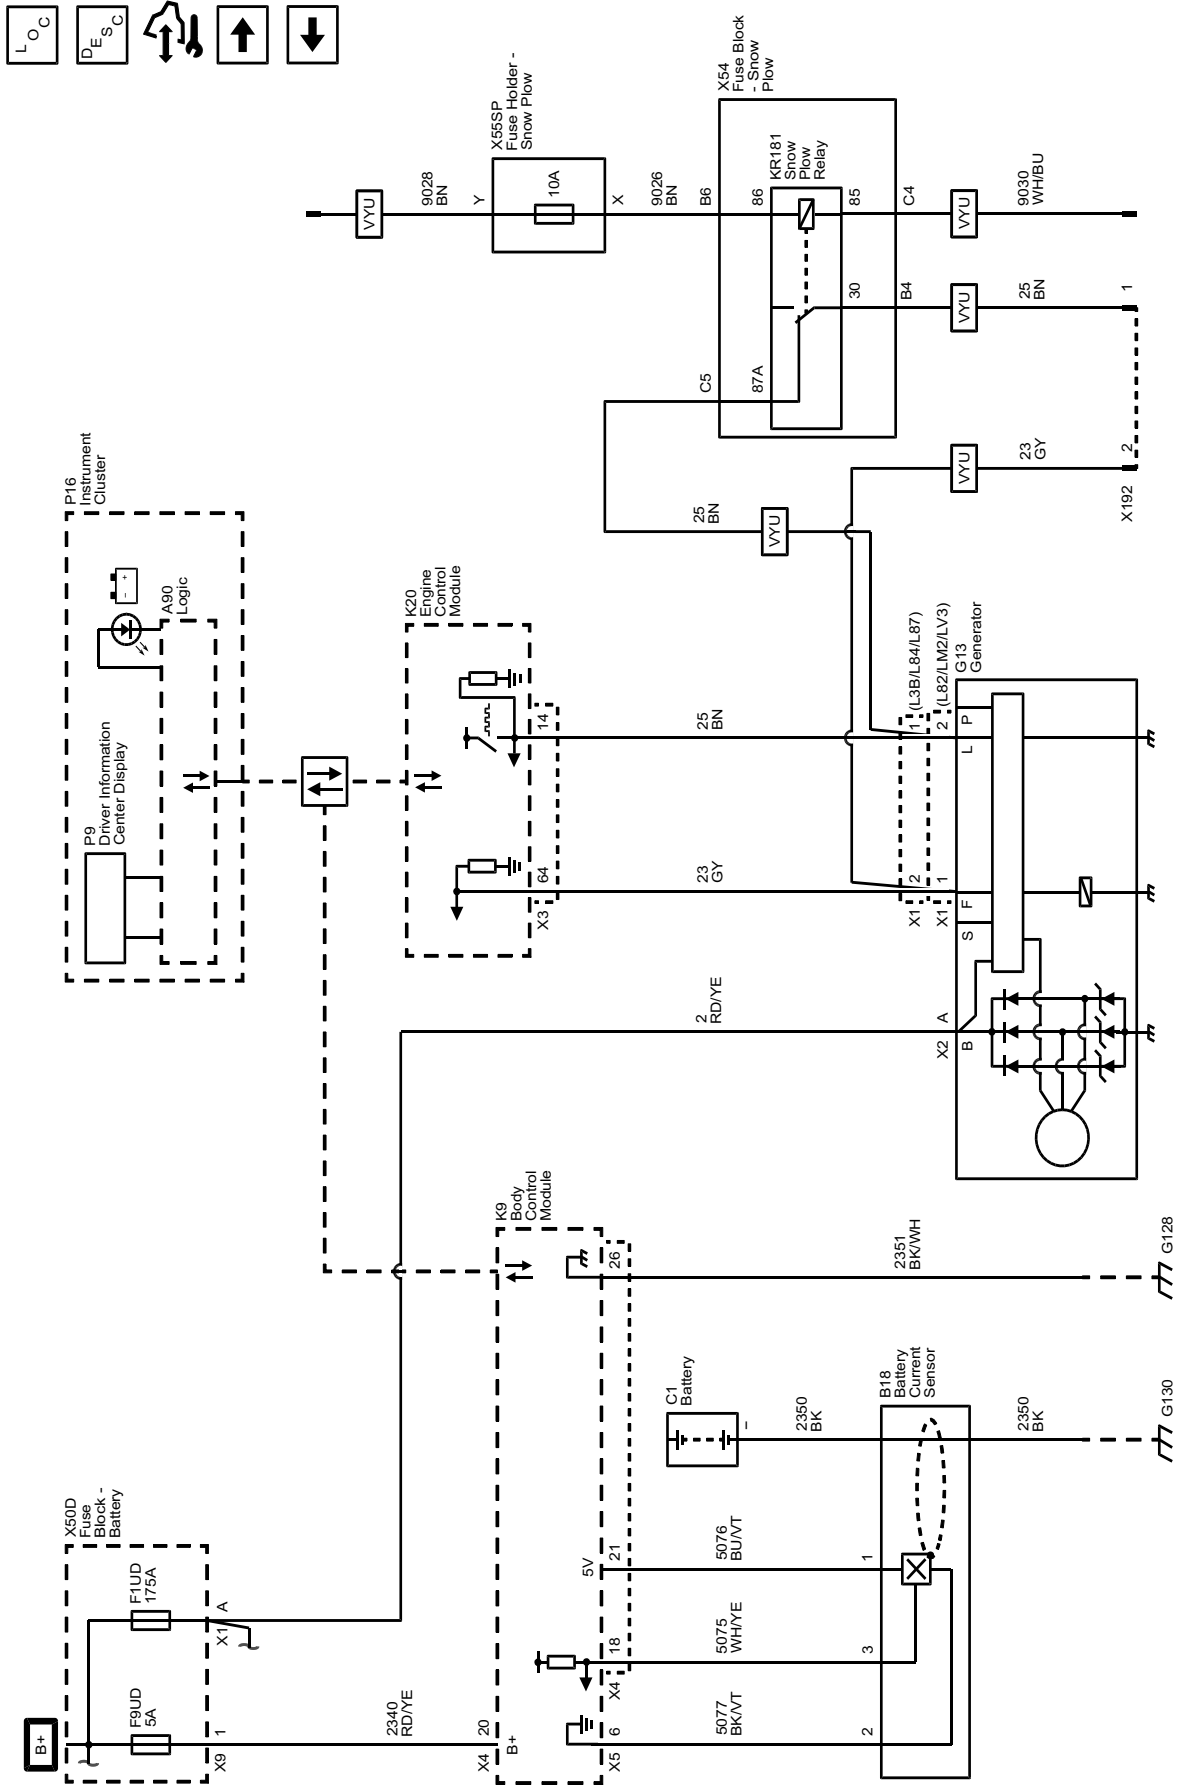 L O C
D E S C
B+
X50D
Fuse
Block -
Battery
F9UD
5A
F1UD
175A
X9 1
X1 A
2340
RD/YE
X4 20
B+
K9
Body
Control
Module
5V
X5 6
X4 18
21
26
5077
BK/VT
5075
WH/YE
5076
BU/VT
2351
BK/WH
G128
C1
Battery
−
2350
BK
2
3
1
B18
Battery
Current
Sensor
2350
BK
G130
P16
Instrument
Cluster
P9
Driver Information
Center Display
A90
Logic
− +
K20
Engine
Control
Module
X3 64
14
2
RD/YE
23
GY
25
BN
X1 2 1 (L3B/L84/L87)
X1 1 2 (L82/LM2/LV3)
X2 A
G13
Generator
B S F L P
VYU
9028
BN
Y
X55SP
Fuse Holder -
Snow Plow
10A
X
9026
BN
B6
C5
X54
Fuse Block
- Snow
Plow
KR181
Snow
Plow
Relay
86
87A
30
85
B4
C4
25
BN
VYU
VYU
23
GY
VYU
25
BN
VYU
9030
WH/BU
X192 2
1